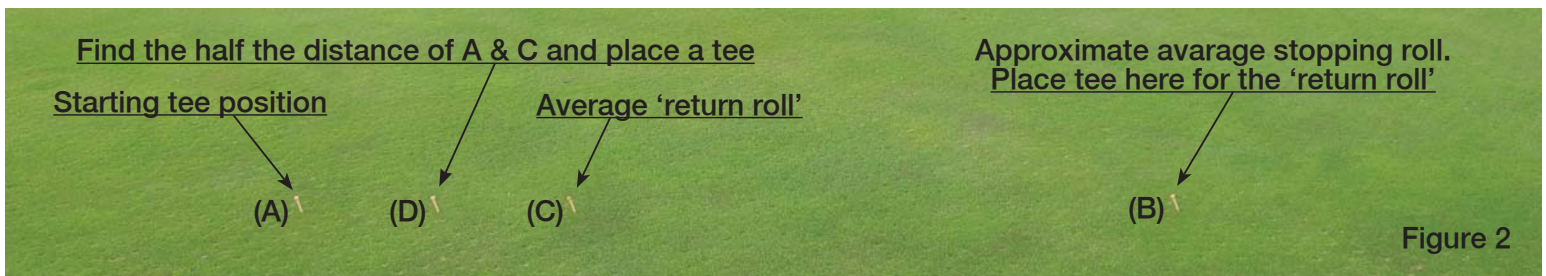 Find the half the distance of A & C and place a tee
Starting tee position
Average ‘return roll’
Approximate avarage stopping roll.
Place tee here for the ‘return roll’
(A)
(D)
(C)
(B)
Figure 2